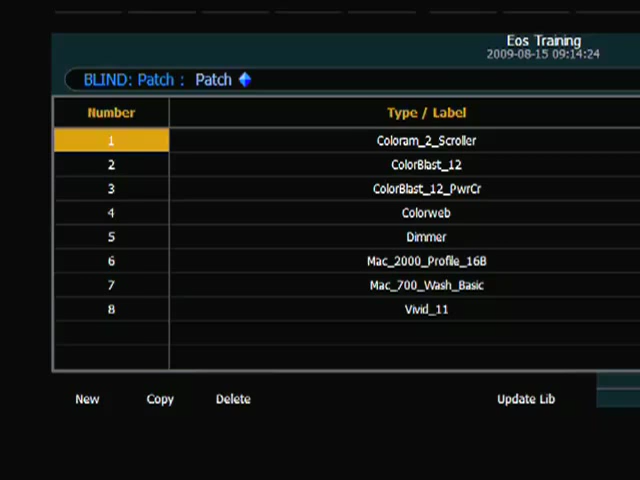 Eos Training
2009-08-15 09:14:24
BLIND: Patch : Patch
Number Type / Label
1 Coloram_2_Scroller
2 ColorBlast_12
3 ColorBlast_12_PwrCr
4 Colorweb
5 Dimmer
6 Mac_2000_Profile_16B
7 Mac_700_Wash_Basic
8 Vivid_11
New Copy Delete Update Lib